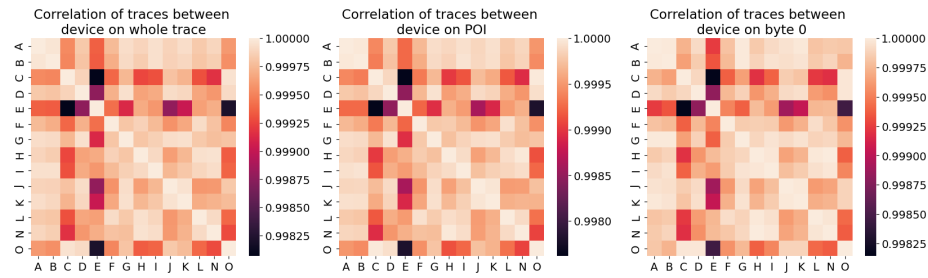 Correlation of traces between
device on whole trace
A
B
C
D
E
F
G
H
I
J
K
L
N
O
A B C D E F G H I J K L N O
1.00000
0.99975
0.99950
0.99925
0.99900
0.99875
0.99850
0.99825
Correlation of traces between
device on POI
A
B
C
D
E
F
G
H
I
J
K
L
N
O
A B C D E F G H I J K L N O
1.0000
0.9995
0.9990
0.9985
0.9980
Correlation of traces between
device on byte 0
A
B
C
D
E
F
G
H
I
J
K
L
N
O
A B C D E F G H I J K L N O
1.00000
0.99975
0.99950
0.99925
0.99900
0.99875
0.99850
0.99825